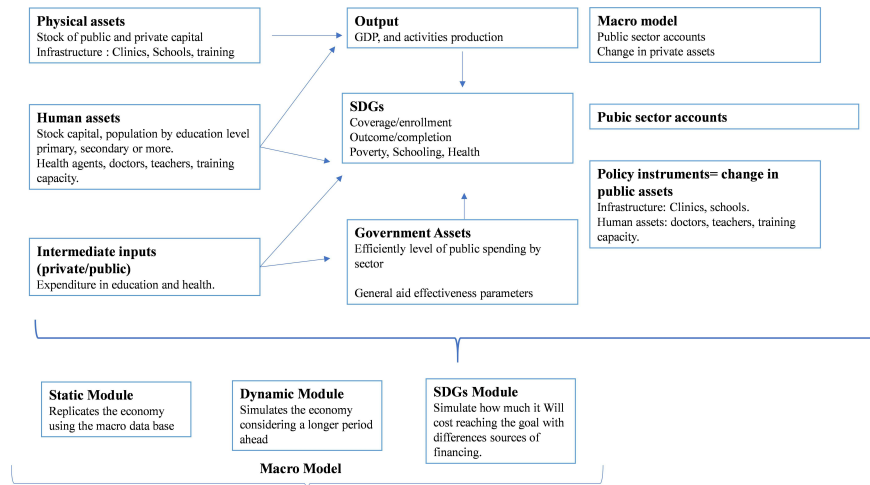 Physical assets
Stock of public and private capital
Infrastructure : Clinics, Schools, training
Output
GDP, and activities production
Macro model
Public sector accounts
Change in private assets
Human assets
Stock capital, population by education level
primary, secondary or more.
Health agents, doctors, teachers, training
capacity.
SDGs
Coverage/enrollment
Outcome/completion
Poverty, Schooling, Health
Pubic sector accounts
Policy instruments= change in
public assets
Infrastructure: Clinics, schools.
Human assets: doctors, teachers, training
capacity.
Intermediate inputs
(private/public)
Expenditure in education and health.
Government Assets
Efficiently level of public spending by
sector
General aid effectiveness parameters
Static Module
Replicates the economy
using the macro data base
Dynamic Module
Simulates the economy
considering a longer period
ahead
SDGs Module
Simulate how much it Will
cost reaching the goal with
differences sources of
financing.
Macro Model